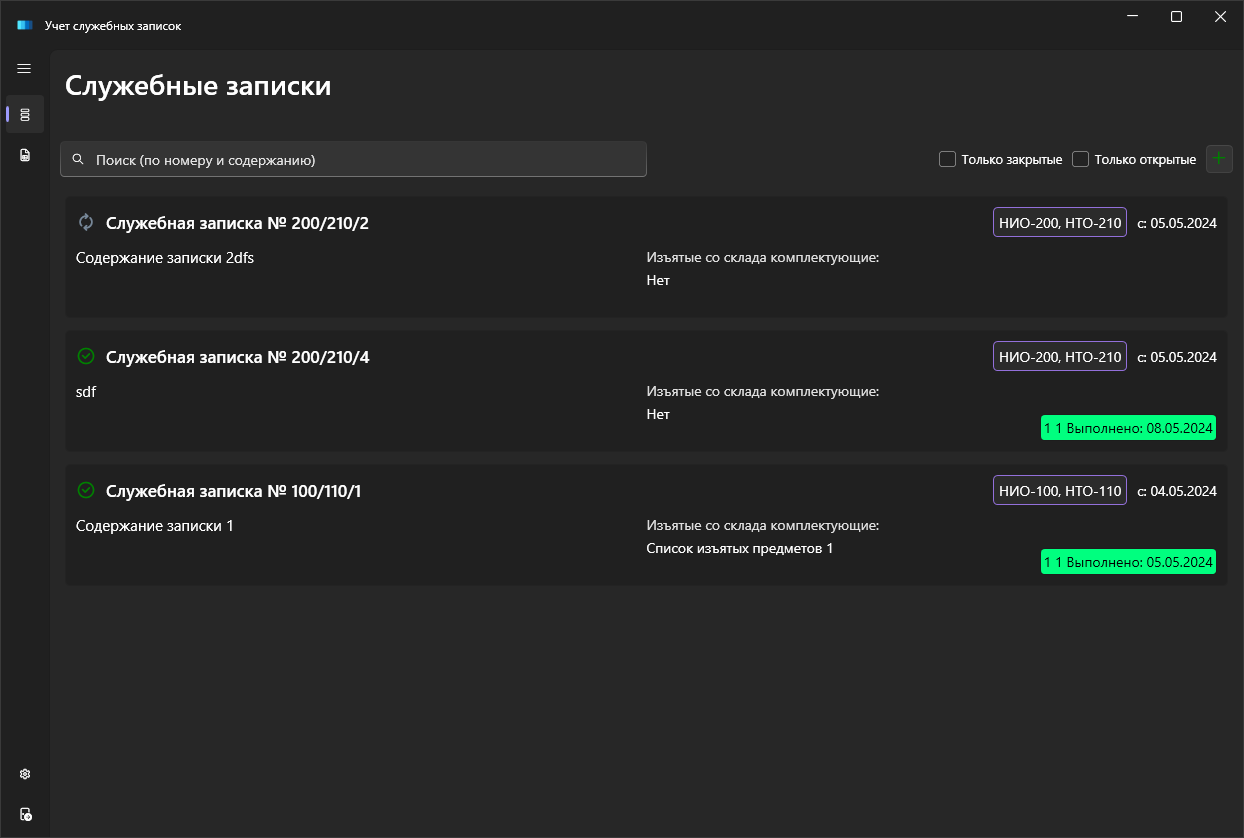 Учет служебных записок
Служебные записки
Поиск (по номеру и содержанию)
Только закрытые
Только открытые
Служебная записка № 200/210/2
НИО-200, НТО-210
с: 05.05.2024
Содержание записки 2dfs
Изъятые со склада комплектующие:
Нет
Служебная записка № 200/210/4
НИО-200, НТО-210
с: 05.05.2024
sdf
Изъятые со склада комплектующие:
Нет
1 1 Выполнено: 08.05.2024
Служебная записка № 100/110/1
НИО-100, НТО-110
с: 04.05.2024
Содержание записки 1
Изъятые со склада комплектующие:
Список изъятых предметов 1
1 1 Выполнено: 05.05.2024